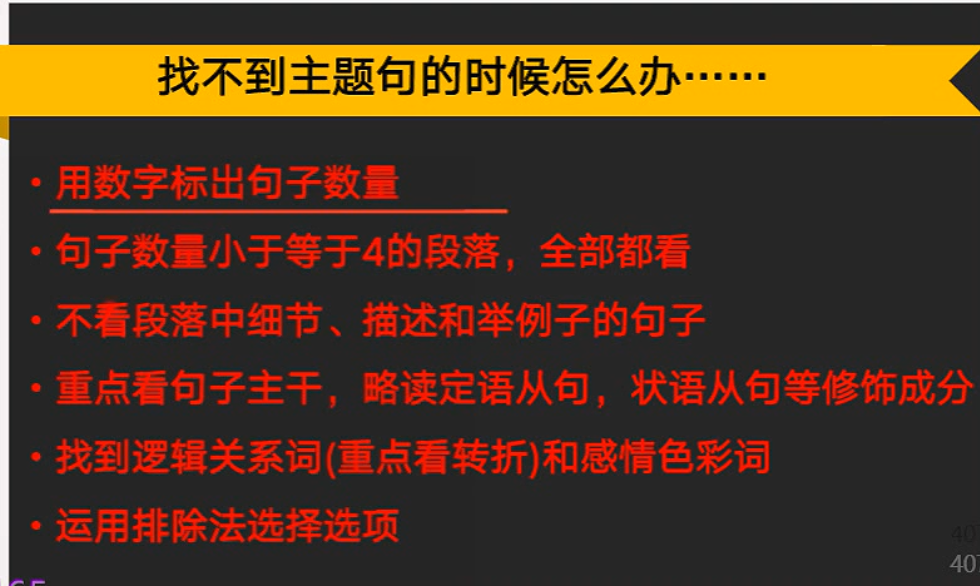 找不到主题句的时候怎么办……
• 用数字标出句子数量
• 句子数量小于等于4的段落，全部都看
• 不看段落中细节、描述和举例子的句子
• 重点看句子主干，略读定语从句，状语从句等修饰成分
• 找到逻辑关系词(重点看转折)和感情色彩词
• 运用排除法选择选项